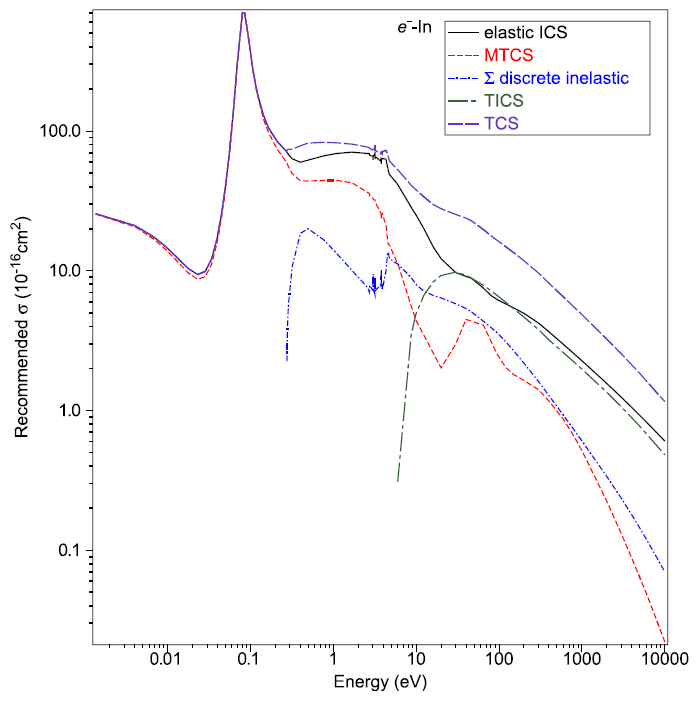 e⁻-In
elastic ICS
MTCS
Σ discrete inelastic
TICS
TCS
Recommended σ (10⁻¹⁶cm²)
100.0
10.0
1.0
0.1
0.01 0.1 1 10 100 1000 10000
Energy (eV)